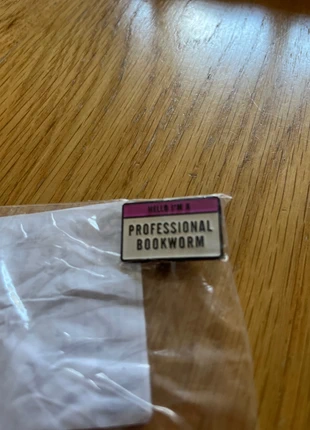 HELLO I'M A
PROFESSIONAL
BOOKWORM